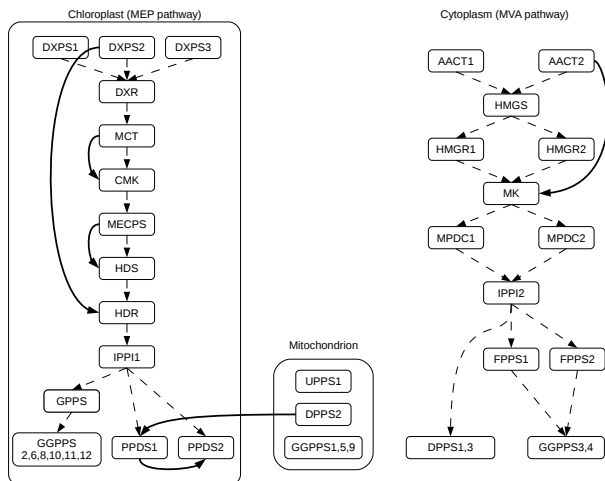 Chloroplast (MEP pathway)
DXPS1
DXPS2
DXPS3
DXR
MCT
CMK
MECPS
HDS
HDR
IPPI1
GPPS
GGPPS
2,6,8,10,11,12
PPDS1
PPDS2
Mitochondrion
UPPS1
DPPS2
GGPPS1,5,9
Cytoplasm (MVA pathway)
AACT1
AACT2
HMGS
HMGR1
HMGR2
MK
MPDC1
MPDC2
IPPI2
FPPS1
FPPS2
DPPS1,3
GGPPS3,4